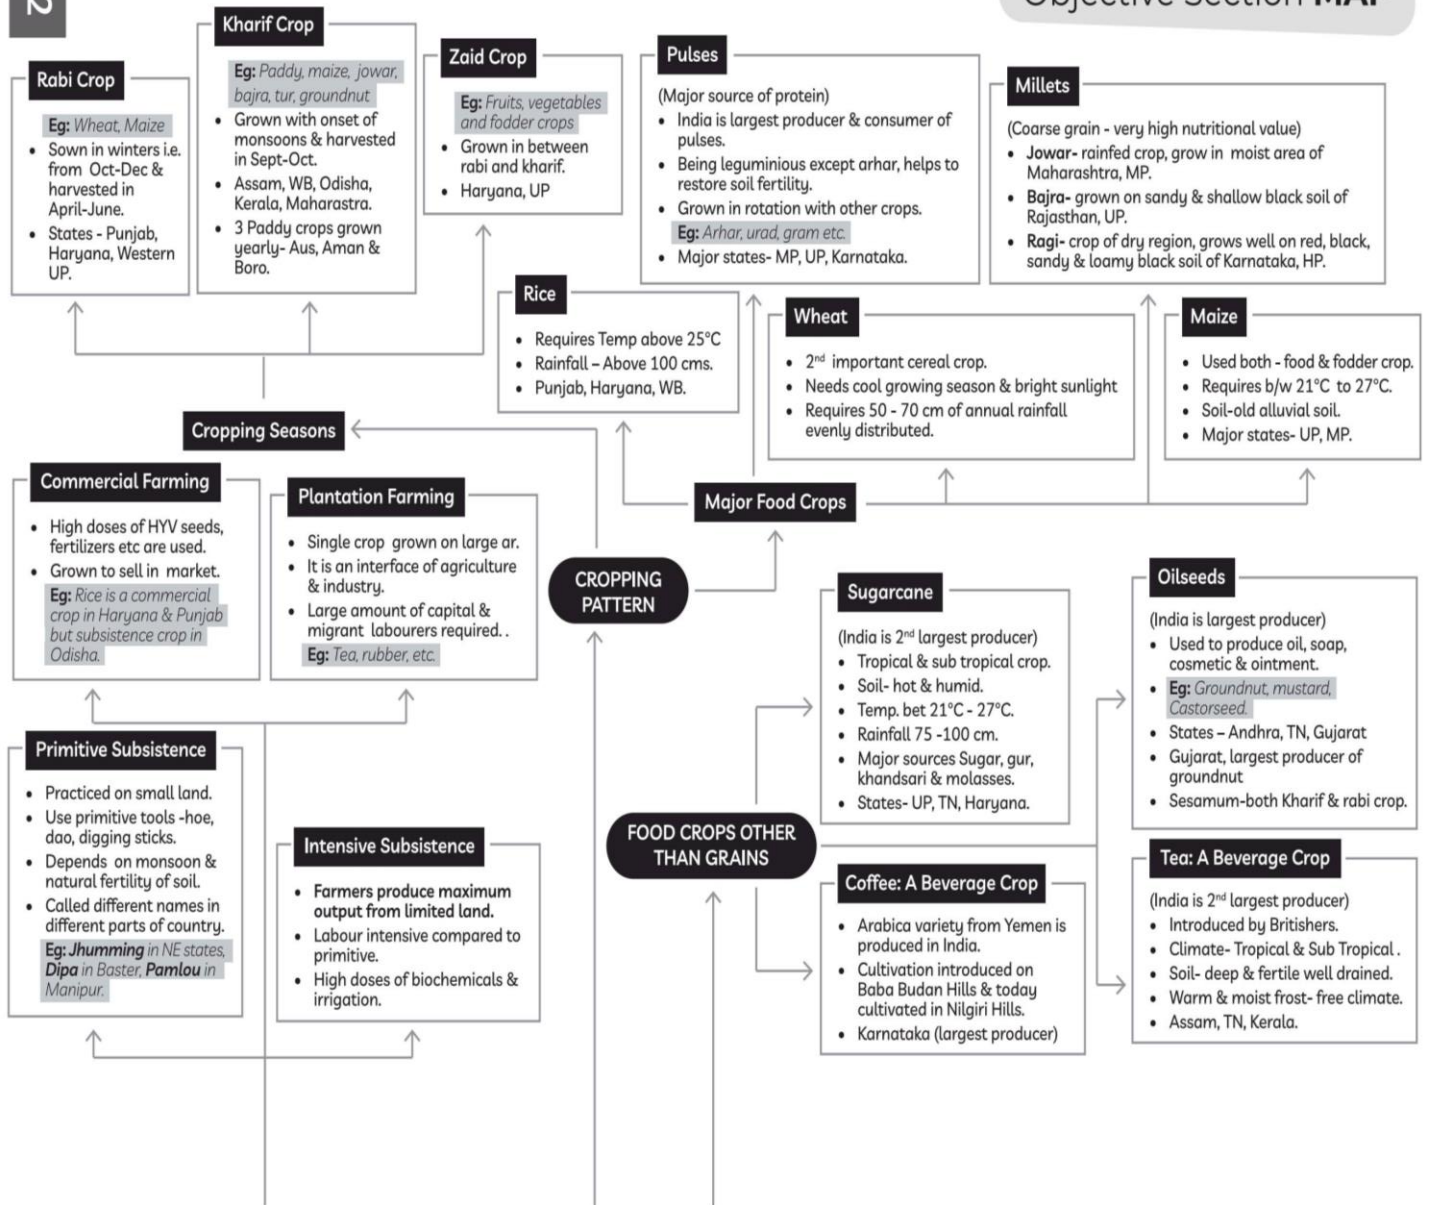 2
Objective Section MAP
Kharif Crop
Eg: Paddy, maize, jowar,
bajra, tur, groundnut
• Grown with onset of
monsoons & harvested
in Sept-Oct.
• Assam, WB, Odisha,
Kerala, Maharastra.
• 3 Paddy crops grown
yearly- Aus, Aman &
Boro.
Rabi Crop
Eg: Wheat, Maize
• Sown in winters i.e.
from Oct-Dec &
harvested in
April-June.
• States - Punjab,
Haryana, Western
UP.
Zaid Crop
Eg: Fruits, vegetables
and fodder crops
• Grown in between
rabi and kharif.
• Haryana, UP
Pulses
(Major source of protein)
• India is largest producer & consumer of
pulses.
• Being leguminious except arhar, helps to
restore soil fertility.
• Grown in rotation with other crops.
Eg: Arhar, urad, gram etc.
• Major states- MP, UP, Karnataka.
Millets
(Coarse grain - very high nutritional value)
• Jowar- rainfed crop, grow in moist area of
Maharashtra, MP.
• Bajra- grown on sandy & shallow black soil of
Rajasthan, UP.
• Ragi- crop of dry region, grows well on red, black,
sandy & loamy black soil of Karnataka, HP.
Rice
• Requires Temp above 25°C
• Rainfall – Above 100 cms.
• Punjab, Haryana, WB.
Wheat
• 2nd important cereal crop.
• Needs cool growing season & bright sunlight
• Requires 50 - 70 cm of annual rainfall
evenly distributed.
Maize
• Used both - food & fodder crop.
• Requires b/w 21°C to 27°C.
• Soil-old alluvial soil.
• Major states- UP, MP.
Cropping Seasons
Major Food Crops
CROPPING
PATTERN
Commercial Farming
• High doses of HYV seeds,
fertilizers etc are used.
• Grown to sell in market.
Eg: Rice is a commercial
crop in Haryana & Punjab
but subsistence crop in
Odisha.
Plantation Farming
• Single crop grown on large ar.
• It is an interface of agriculture
& industry.
• Large amount of capital &
migrant labourers required. .
Eg: Tea, rubber, etc.
Primitive Subsistence
• Practiced on small land.
• Use primitive tools -hoe,
dao, digging sticks.
• Depends on monsoon &
natural fertility of soil.
• Called different names in
different parts of country.
Eg: Jhumming in NE states,
Dipa in Baster, Pamlou in
Manipur.
Intensive Subsistence
• Farmers produce maximum
output from limited land.
• Labour intensive compared to
primitive.
• High doses of biochemicals &
irrigation.
FOOD CROPS OTHER
THAN GRAINS
Sugarcane
(India is 2nd largest producer)
• Tropical & sub tropical crop.
• Soil- hot & humid.
• Temp. bet 21°C - 27°C.
• Rainfall 75 -100 cm.
• Major sources Sugar, gur,
khandsari & molasses.
• States- UP, TN, Haryana.
Oilseeds
(India is largest producer)
• Used to produce oil, soap,
cosmetic & ointment.
• Eg: Groundnut, mustard,
Castorseed.
• States – Andhra, TN, Gujarat
• Gujarat, largest producer of
groundnut
• Sesamum-both Kharif & rabi crop.
Coffee: A Beverage Crop
• Arabica variety from Yemen is
produced in India.
• Cultivation introduced on
Baba Budan Hills & today
cultivated in Nilgiri Hills.
• Karnataka (largest producer)
Tea: A Beverage Crop
(India is 2nd largest producer)
• Introduced by Britishers.
• Climate- Tropical & Sub Tropical .
• Soil- deep & fertile well drained.
• Warm & moist frost- free climate.
• Assam, TN, Kerala.